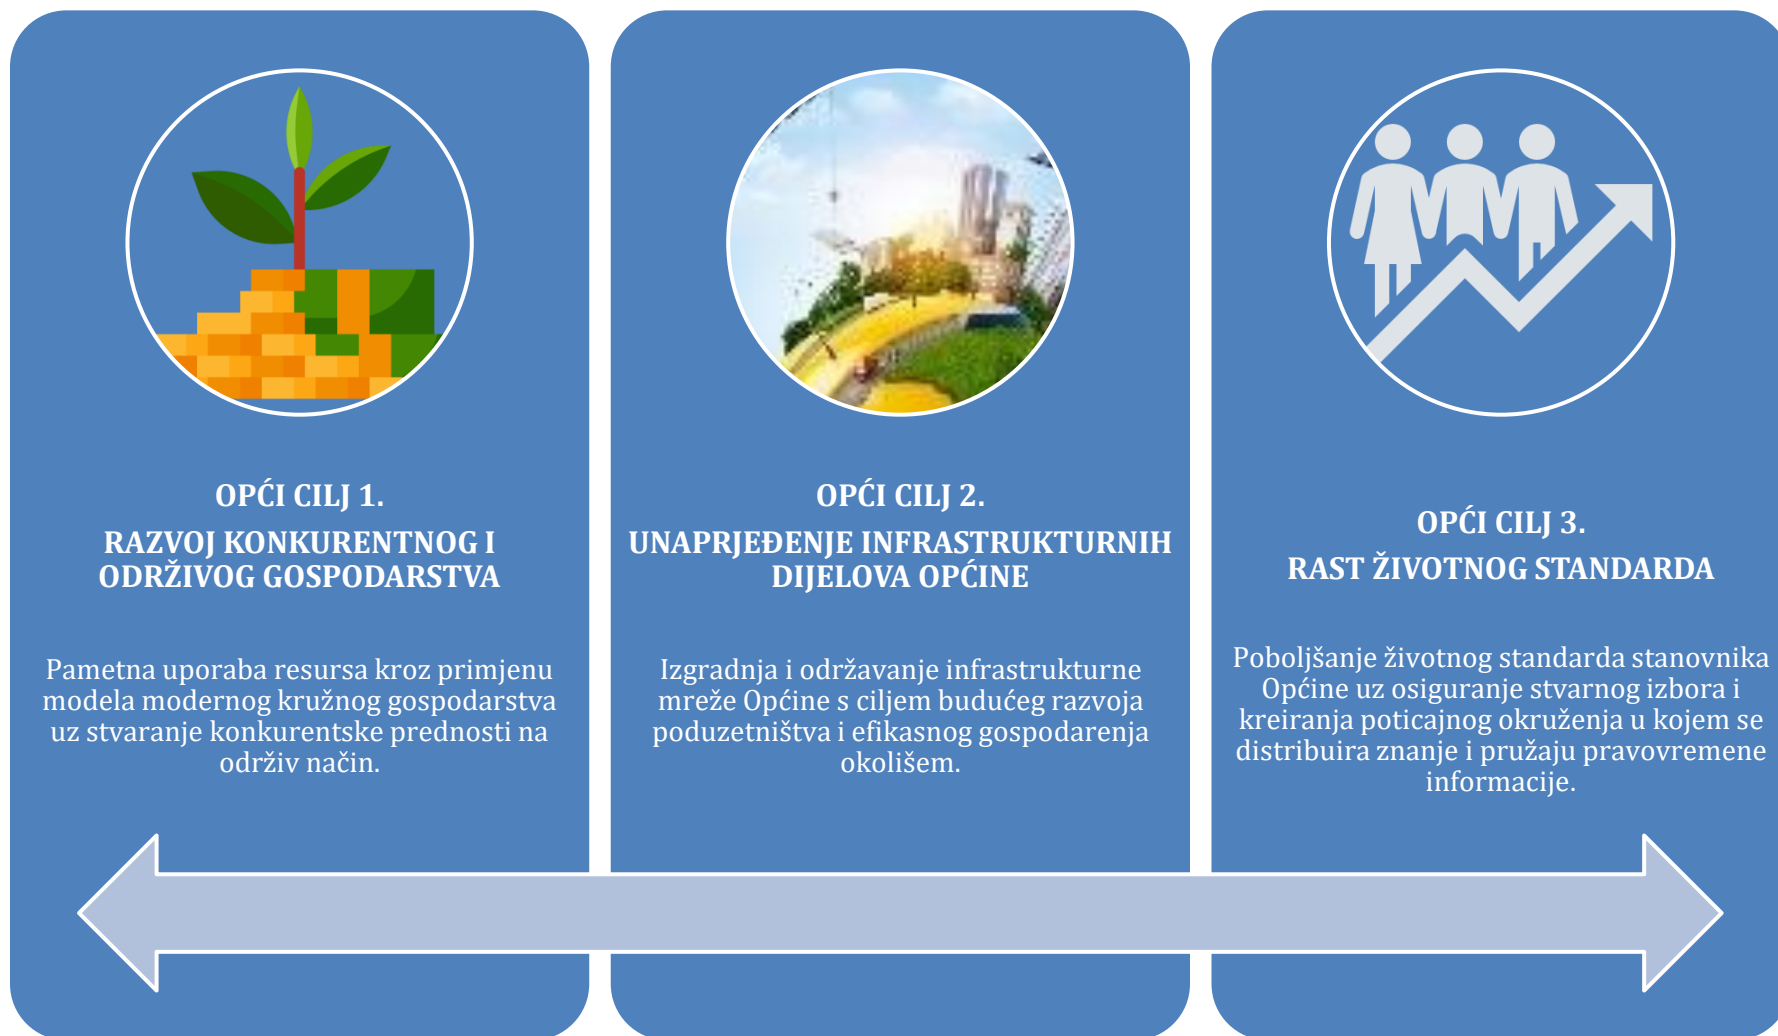 OPĆI CILJ 1.
RAZVOJ KONKURENTNOG I
ODRŽIVOG GOSPODARSTVA
Pametna uporaba resursa kroz primjenu
modela modernog kružnog gospodarstva
uz stvaranje konkurentske prednosti na
održiv način.
OPĆI CILJ 2.
UNAPRJEĐENJE INFRASTRUKTURNIH
DIJELOVA OPĆINE
Izgradnja i održavanje infrastrukturne
mreže Općine s ciljem budućeg razvoja
poduzetništva i efikasnog gospodarenja
okolišem.
OPĆI CILJ 3.
RAST ŽIVOTNOG STANDARDA
Poboljšanje životnog standarda stanovnika
Općine uz osiguranje stvarnog izbora i
kreiranja poticajnog okruženja u kojem se
distribuira znanje i pružaju pravovremene
informacije.